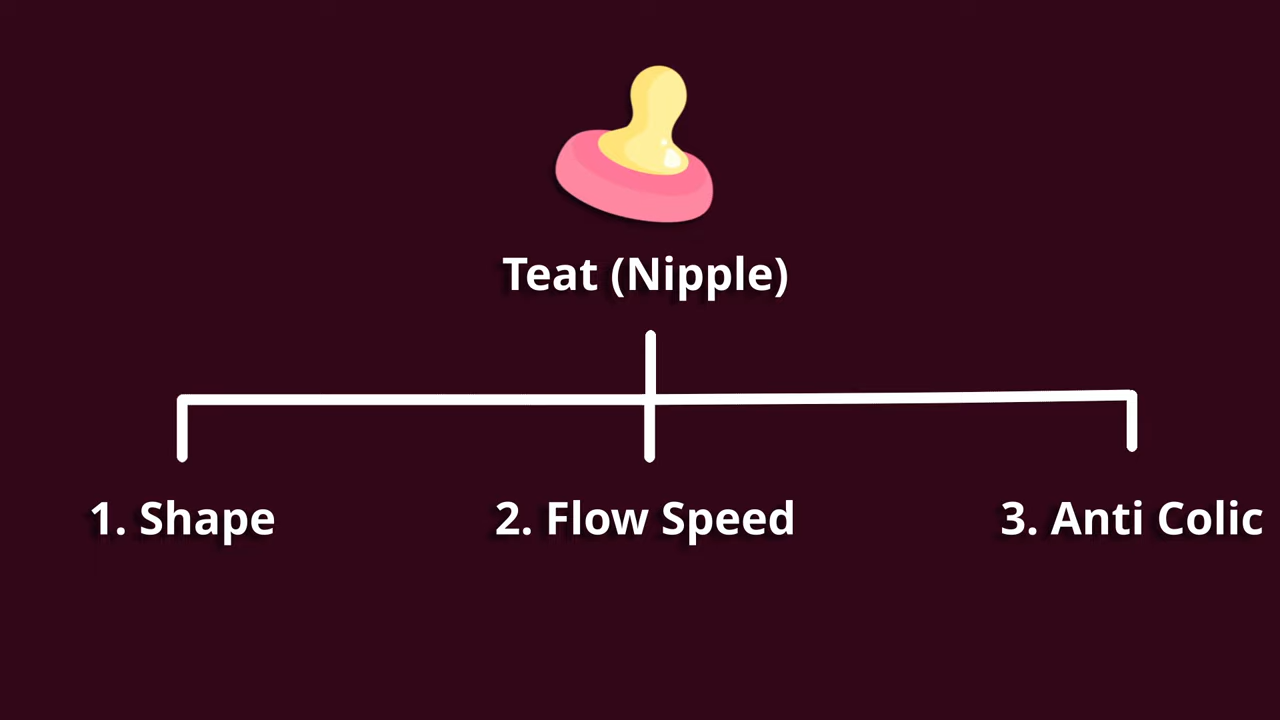 Teat (Nipple)
1. Shape
2. Flow Speed
3. Anti Colic